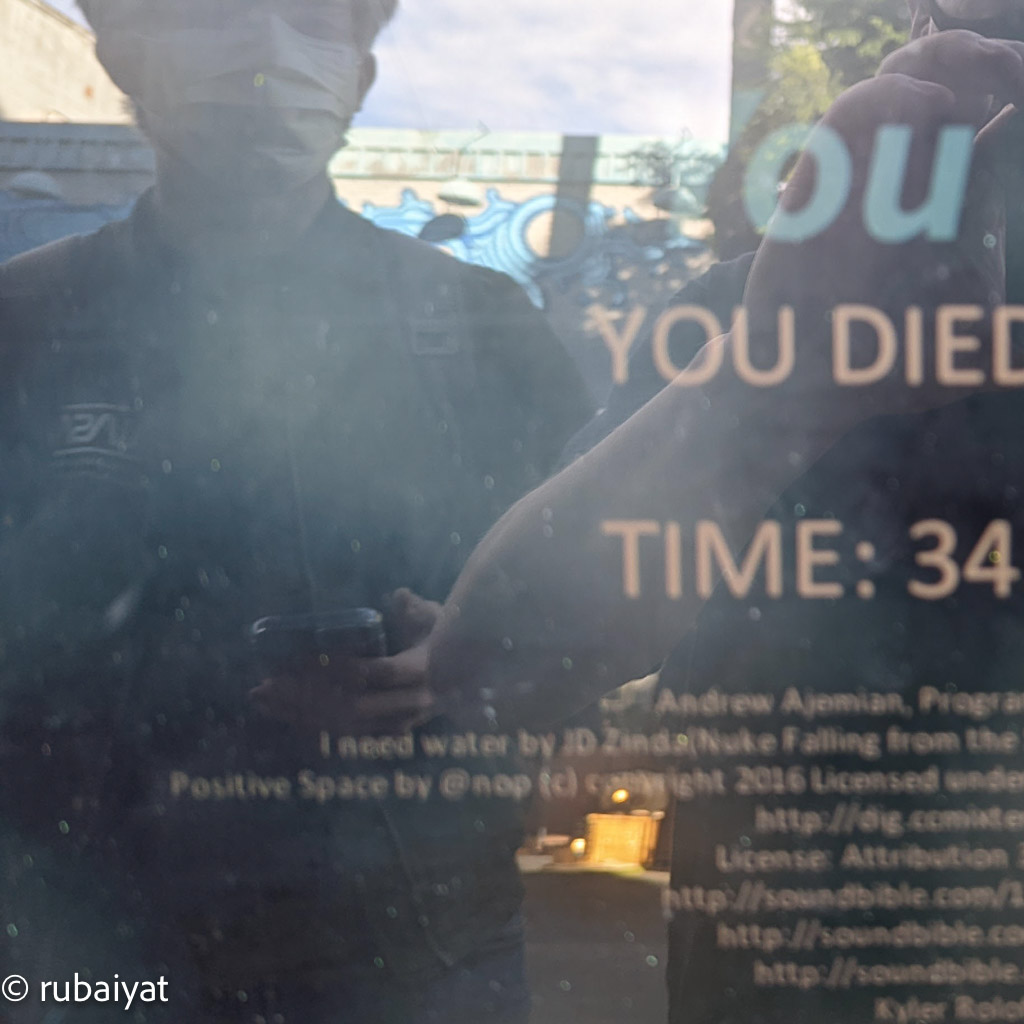 ou
YOU DIED
TIME: 34
Andrew Ajemian, Program
I need water by JD Zinda(Nuke Falling from the
Positive Space by @nop (c) copyright 2016 Licensed under
http://dig.ccmixter
License: Attribution
http://soundbible.com/1
http://soundbible.co
http://soundbible.
Kyler
© rubaiyat